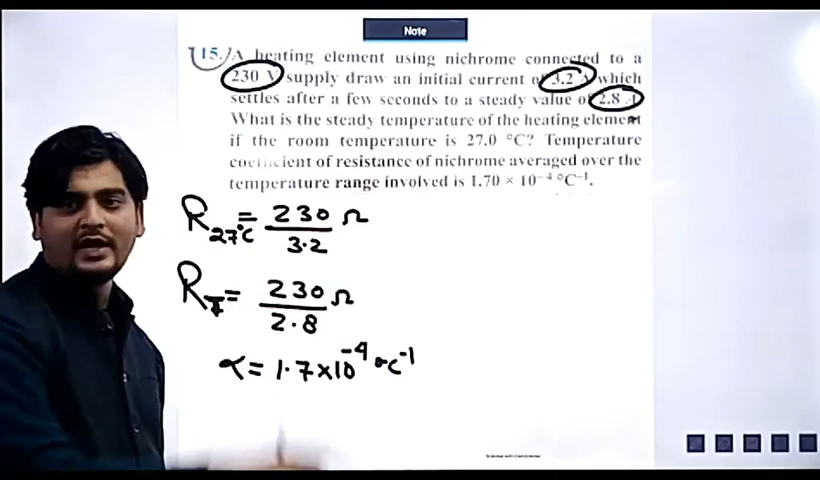 Note
15. A heating element using nichrome connected to a
230 V supply draw an initial current of 3.2 A which
settles after a few seconds to a steady value of 2.8 A
What is the steady temperature of the heating element
if the room temperature is 27.0 °C? Temperature
coefficient of resistance of nichrome averaged over the
temperature range involved is 1.70 × 10⁻⁴ °C⁻¹.
R₂₇°C = 230/3.2 Ω
R_T = 230/2.8 Ω
α = 1.7×10⁻⁴ °C⁻¹